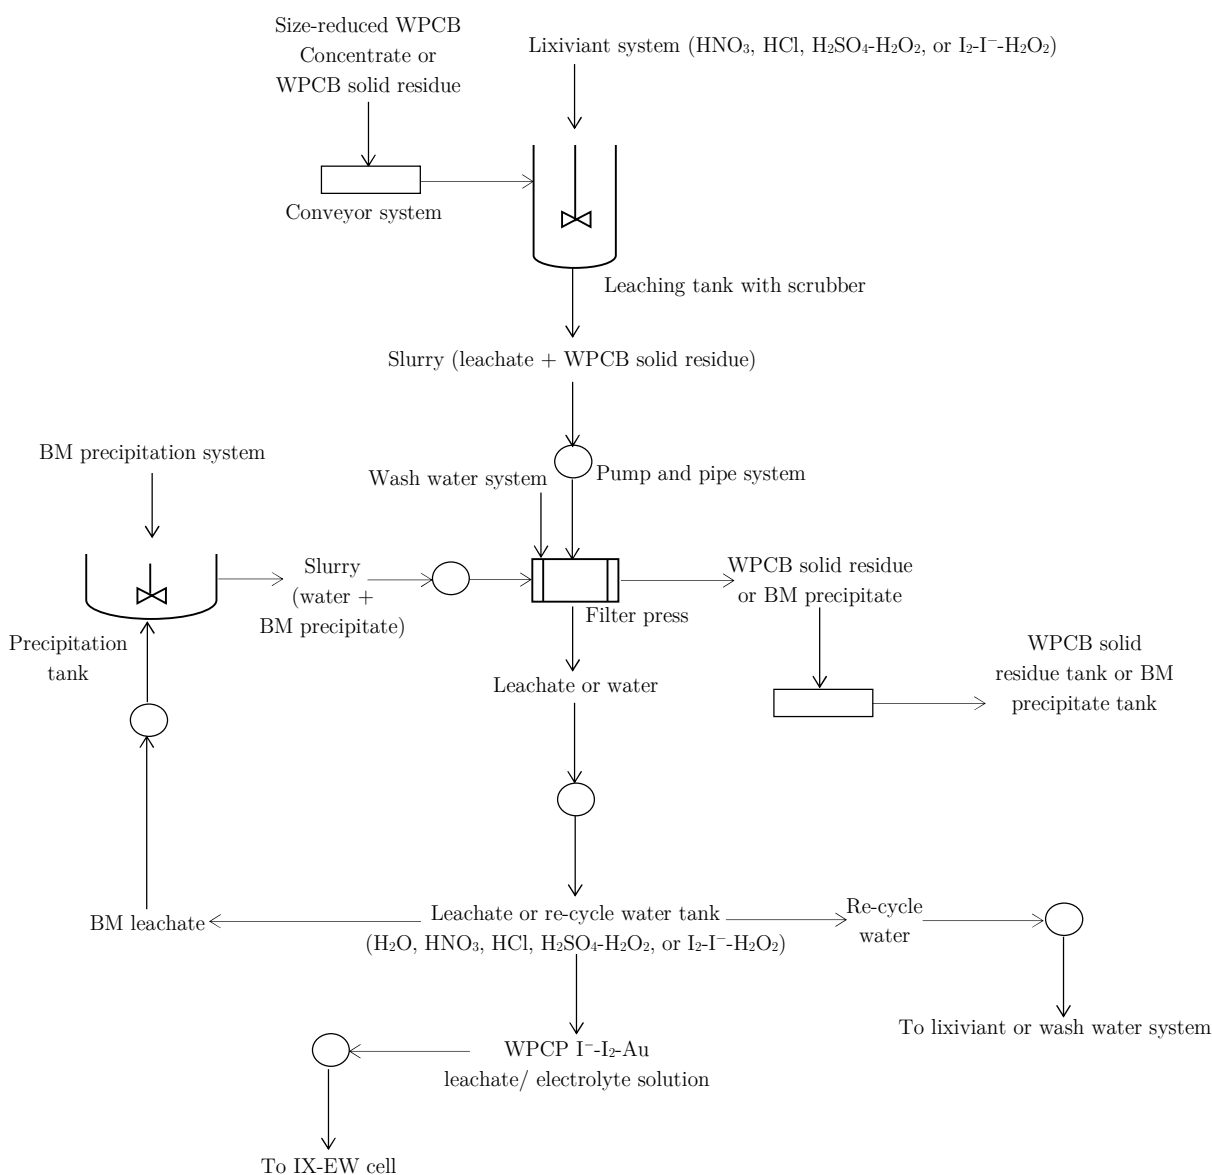 Size-reduced WPCB
Concentrate or
WPCB solid residue
Lixiviant system (HNO₃, HCl, H₂SO₄-H₂O₂, or I₂-I⁻-H₂O₂)
Conveyor system
Leaching tank with scrubber
Slurry (leachate + WPCB solid residue)
BM precipitation system
Wash water system
Pump and pipe system
Slurry
(water +
BM precipitate)
WPCB solid residue
or BM precipitate
Filter press
Precipitation
tank
WPCB solid
residue tank or BM
precipitate tank
Leachate or water
BM leachate
Leachate or re-cycle water tank
(H₂O, HNO₃, HCl, H₂SO₄-H₂O₂, or I₂-I⁻-H₂O₂)
Re-cycle
water
To lixiviant or wash water system
WPCP I⁻-I₂-Au
leachate/ electrolyte solution
To IX-EW cell